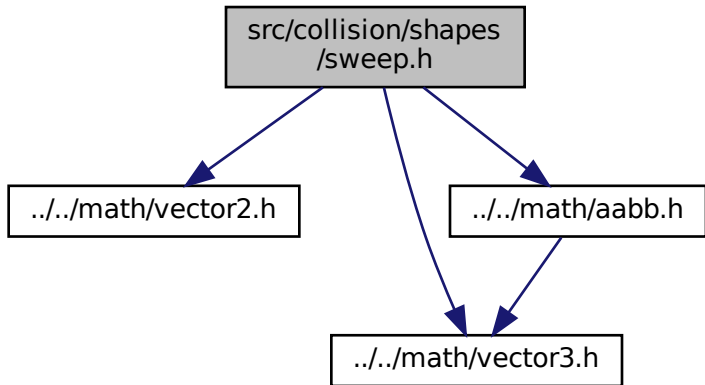 src/collision/shapes
/sweep.h
../../math/vector2.h
../../math/aabb.h
../../math/vector3.h